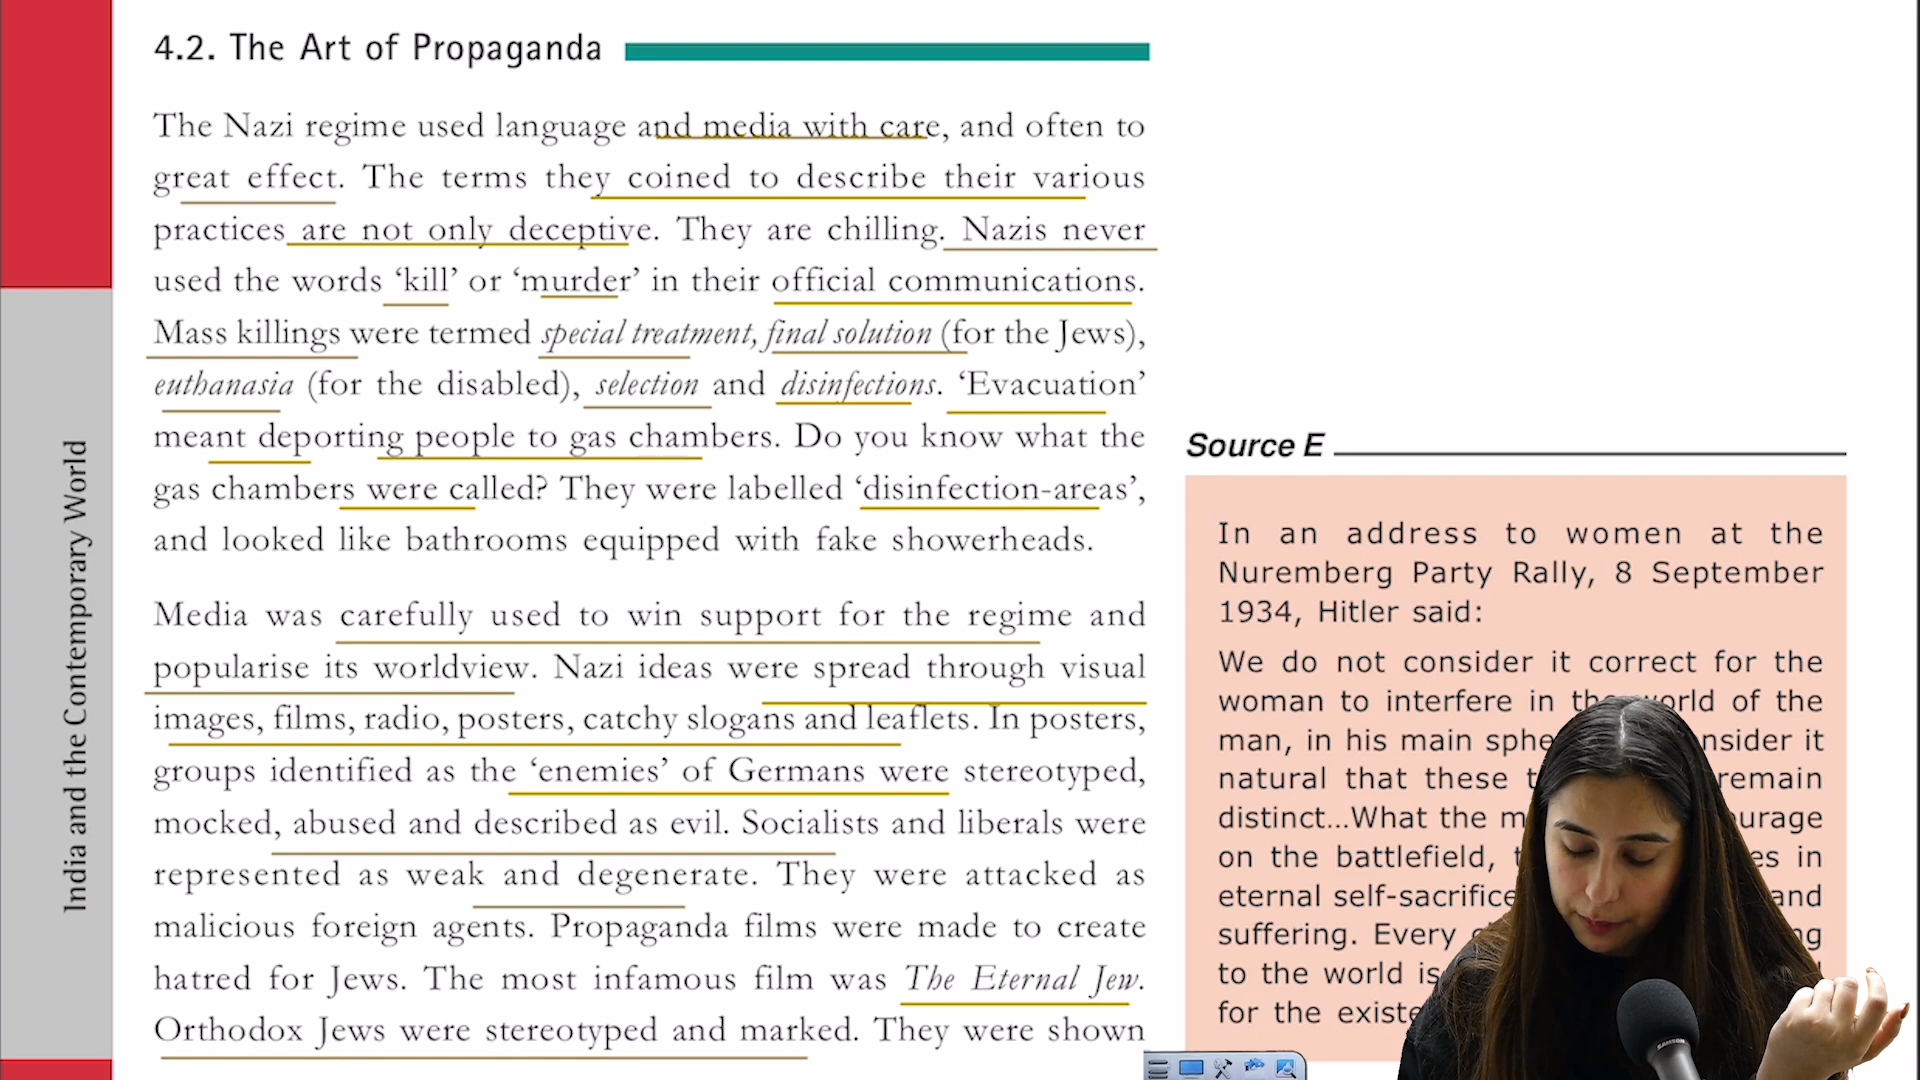 4.2. The Art of Propaganda
The Nazi regime used language and media with care, and often to
great effect. The terms they coined to describe their various
practices are not only deceptive. They are chilling. Nazis never
used the words ‘kill’ or ‘murder’ in their official communications.
Mass killings were termed special treatment, final solution (for the Jews),
euthanasia (for the disabled), selection and disinfections. ‘Evacuation’
meant deporting people to gas chambers. Do you know what the
gas chambers were called? They were labelled ‘disinfection-areas’,
and looked like bathrooms equipped with fake showerheads.
Media was carefully used to win support for the regime and
popularise its worldview. Nazi ideas were spread through visual
images, films, radio, posters, catchy slogans and leaflets. In posters,
groups identified as the ‘enemies’ of Germans were stereotyped,
mocked, abused and described as evil. Socialists and liberals were
represented as weak and degenerate. They were attacked as
malicious foreign agents. Propaganda films were made to create
hatred for Jews. The most infamous film was The Eternal Jew.
Orthodox Jews were stereotyped and marked. They were shown
India and the Contemporary World
Source E
In an address to women at the
Nuremberg Party Rally, 8 September
1934, Hitler said:
We do not consider it correct for the
woman to interfere in the world of the
man, in his main nsider it
natural that these remain
distinct...What the
on the battlefield, in
eternal self-sacrifice and
suffering. Every
to the world is
for the
SAMSON